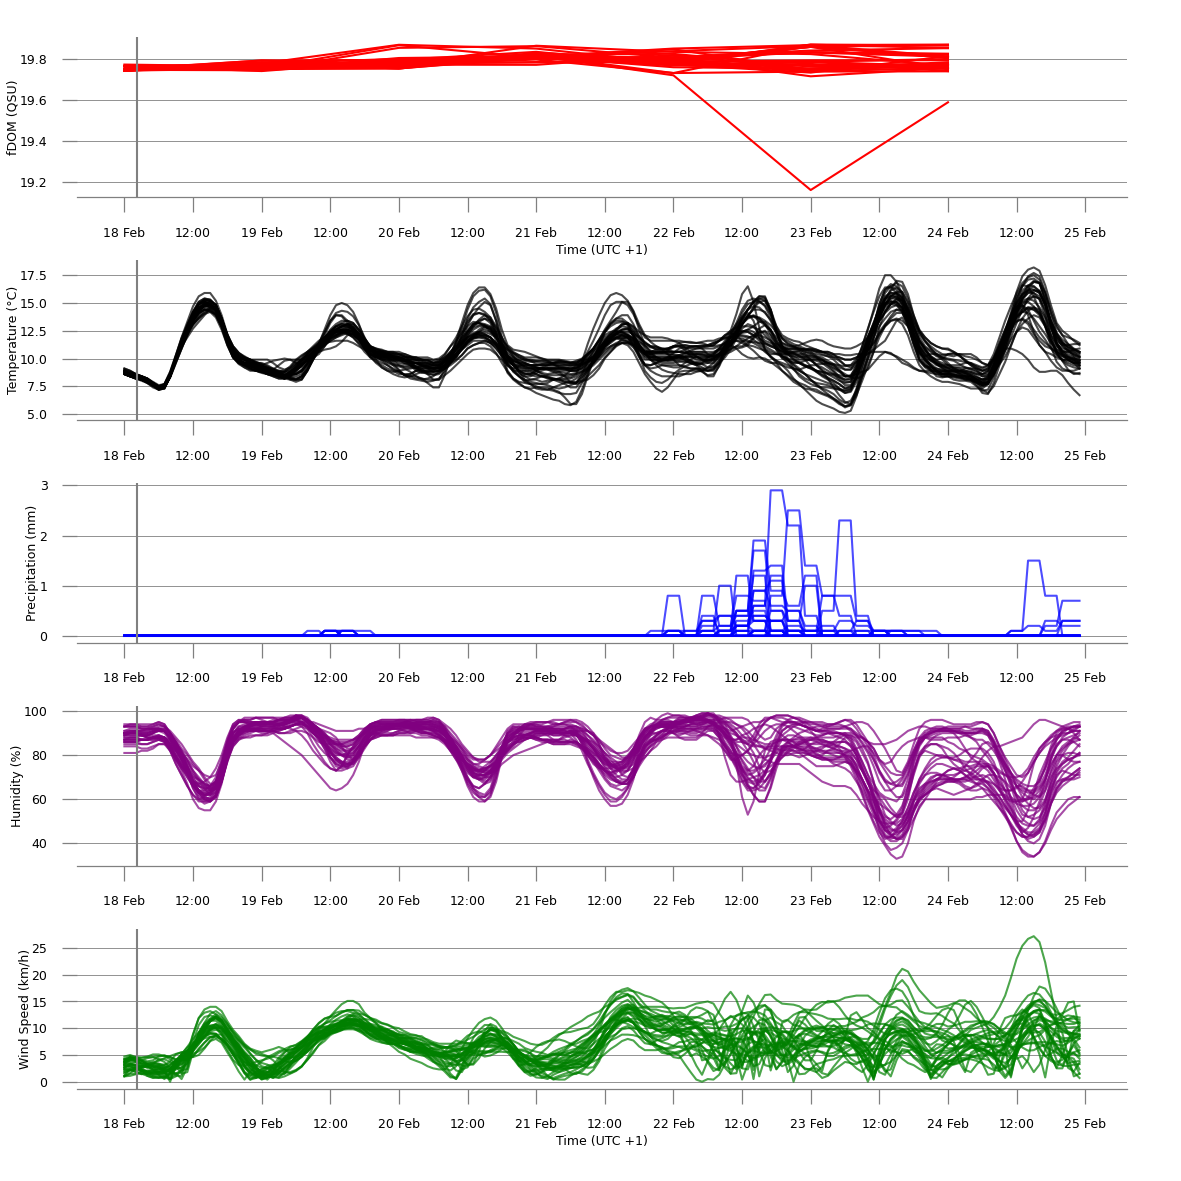 fDOM (QSU)
19.8
19.6
19.4
19.2
18 Feb 12:00 19 Feb 12:00 20 Feb 12:00 21 Feb 12:00 22 Feb 12:00 23 Feb 12:00 24 Feb 12:00 25 Feb
Time (UTC +1)
Temperature (°C)
17.5
15.0
12.5
10.0
7.5
5.0
18 Feb 12:00 19 Feb 12:00 20 Feb 12:00 21 Feb 12:00 22 Feb 12:00 23 Feb 12:00 24 Feb 12:00 25 Feb
Precipitation (mm)
3
2
1
0
18 Feb 12:00 19 Feb 12:00 20 Feb 12:00 21 Feb 12:00 22 Feb 12:00 23 Feb 12:00 24 Feb 12:00 25 Feb
Humidity (%)
100
80
60
40
18 Feb 12:00 19 Feb 12:00 20 Feb 12:00 21 Feb 12:00 22 Feb 12:00 23 Feb 12:00 24 Feb 12:00 25 Feb
Wind Speed (km/h)
25
20
15
10
5
0
18 Feb 12:00 19 Feb 12:00 20 Feb 12:00 21 Feb 12:00 22 Feb 12:00 23 Feb 12:00 24 Feb 12:00 25 Feb
Time (UTC +1)